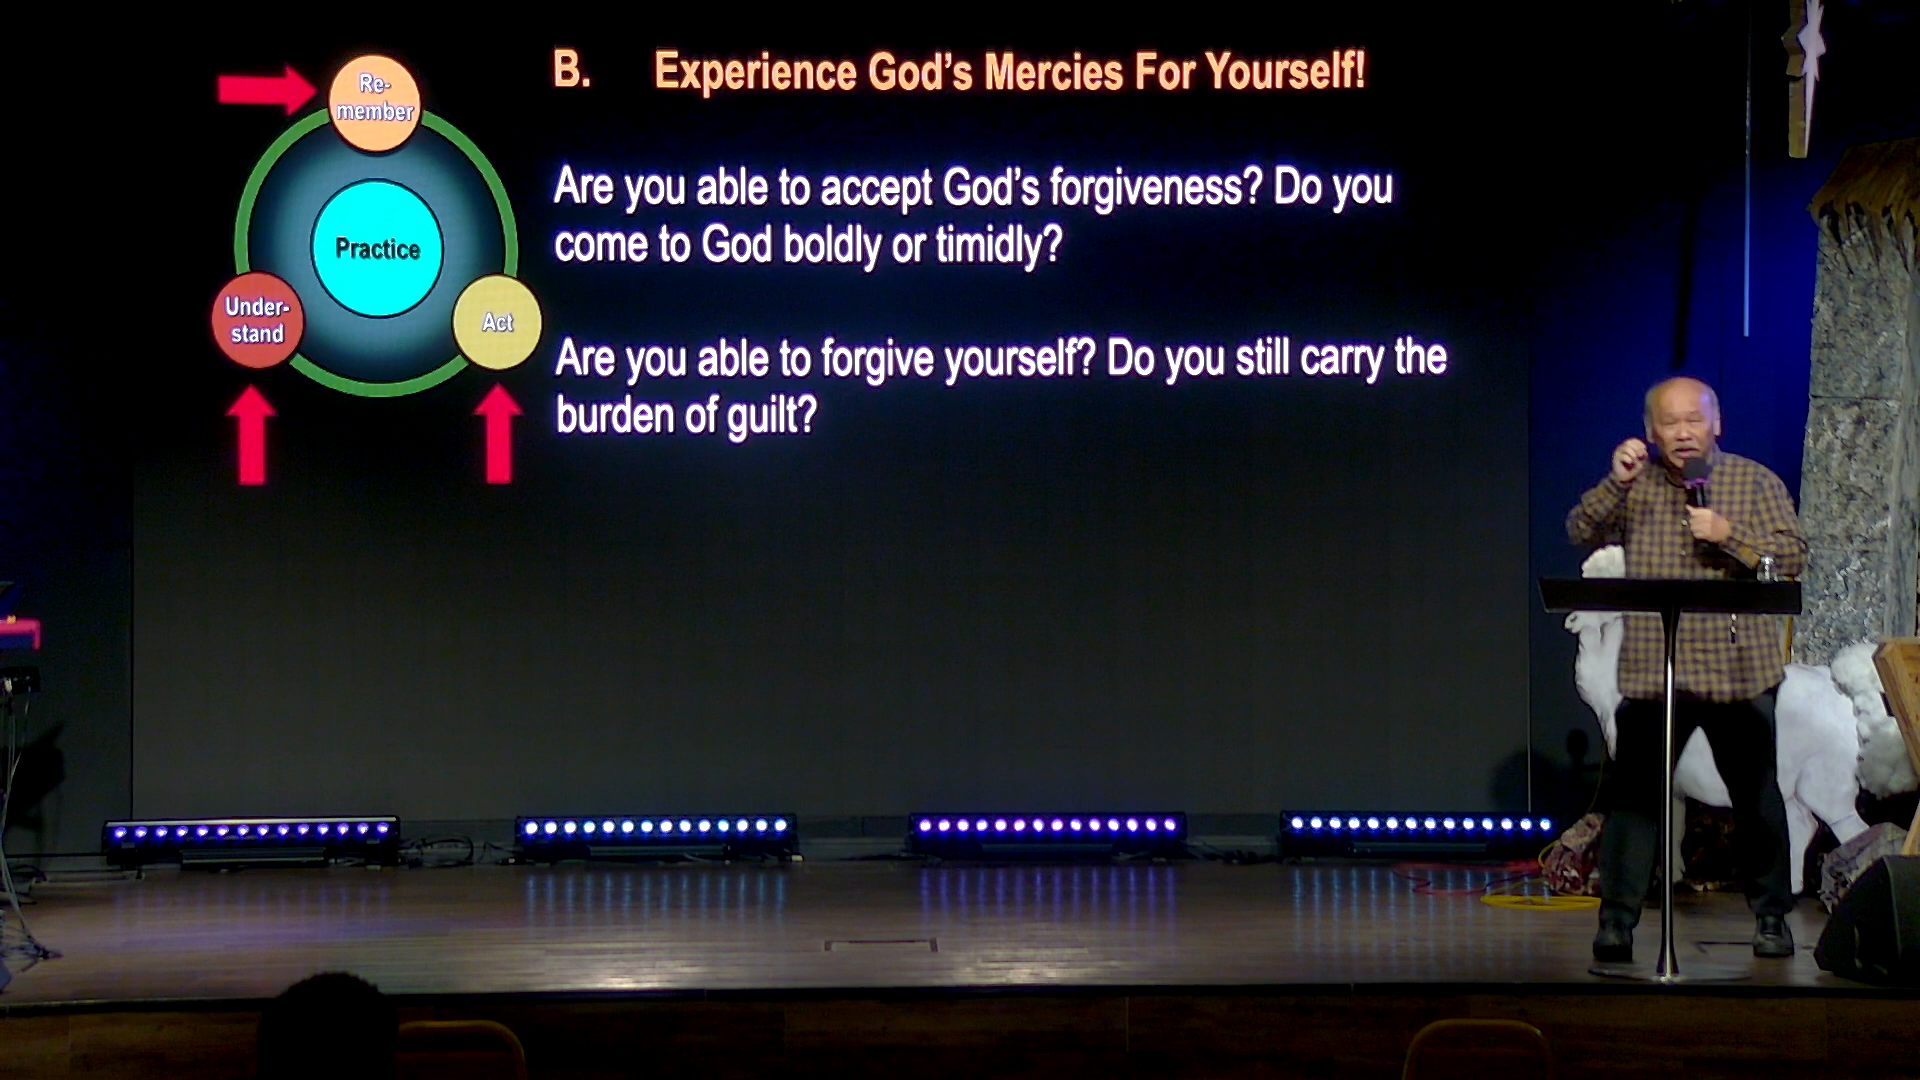 B. Experience God's Mercies For Yourself!
Re-
member
Practice
Under-
stand
Act
Are you able to accept God's forgiveness? Do you
come to God boldly or timidly?
Are you able to forgive yourself? Do you still carry the
burden of guilt?